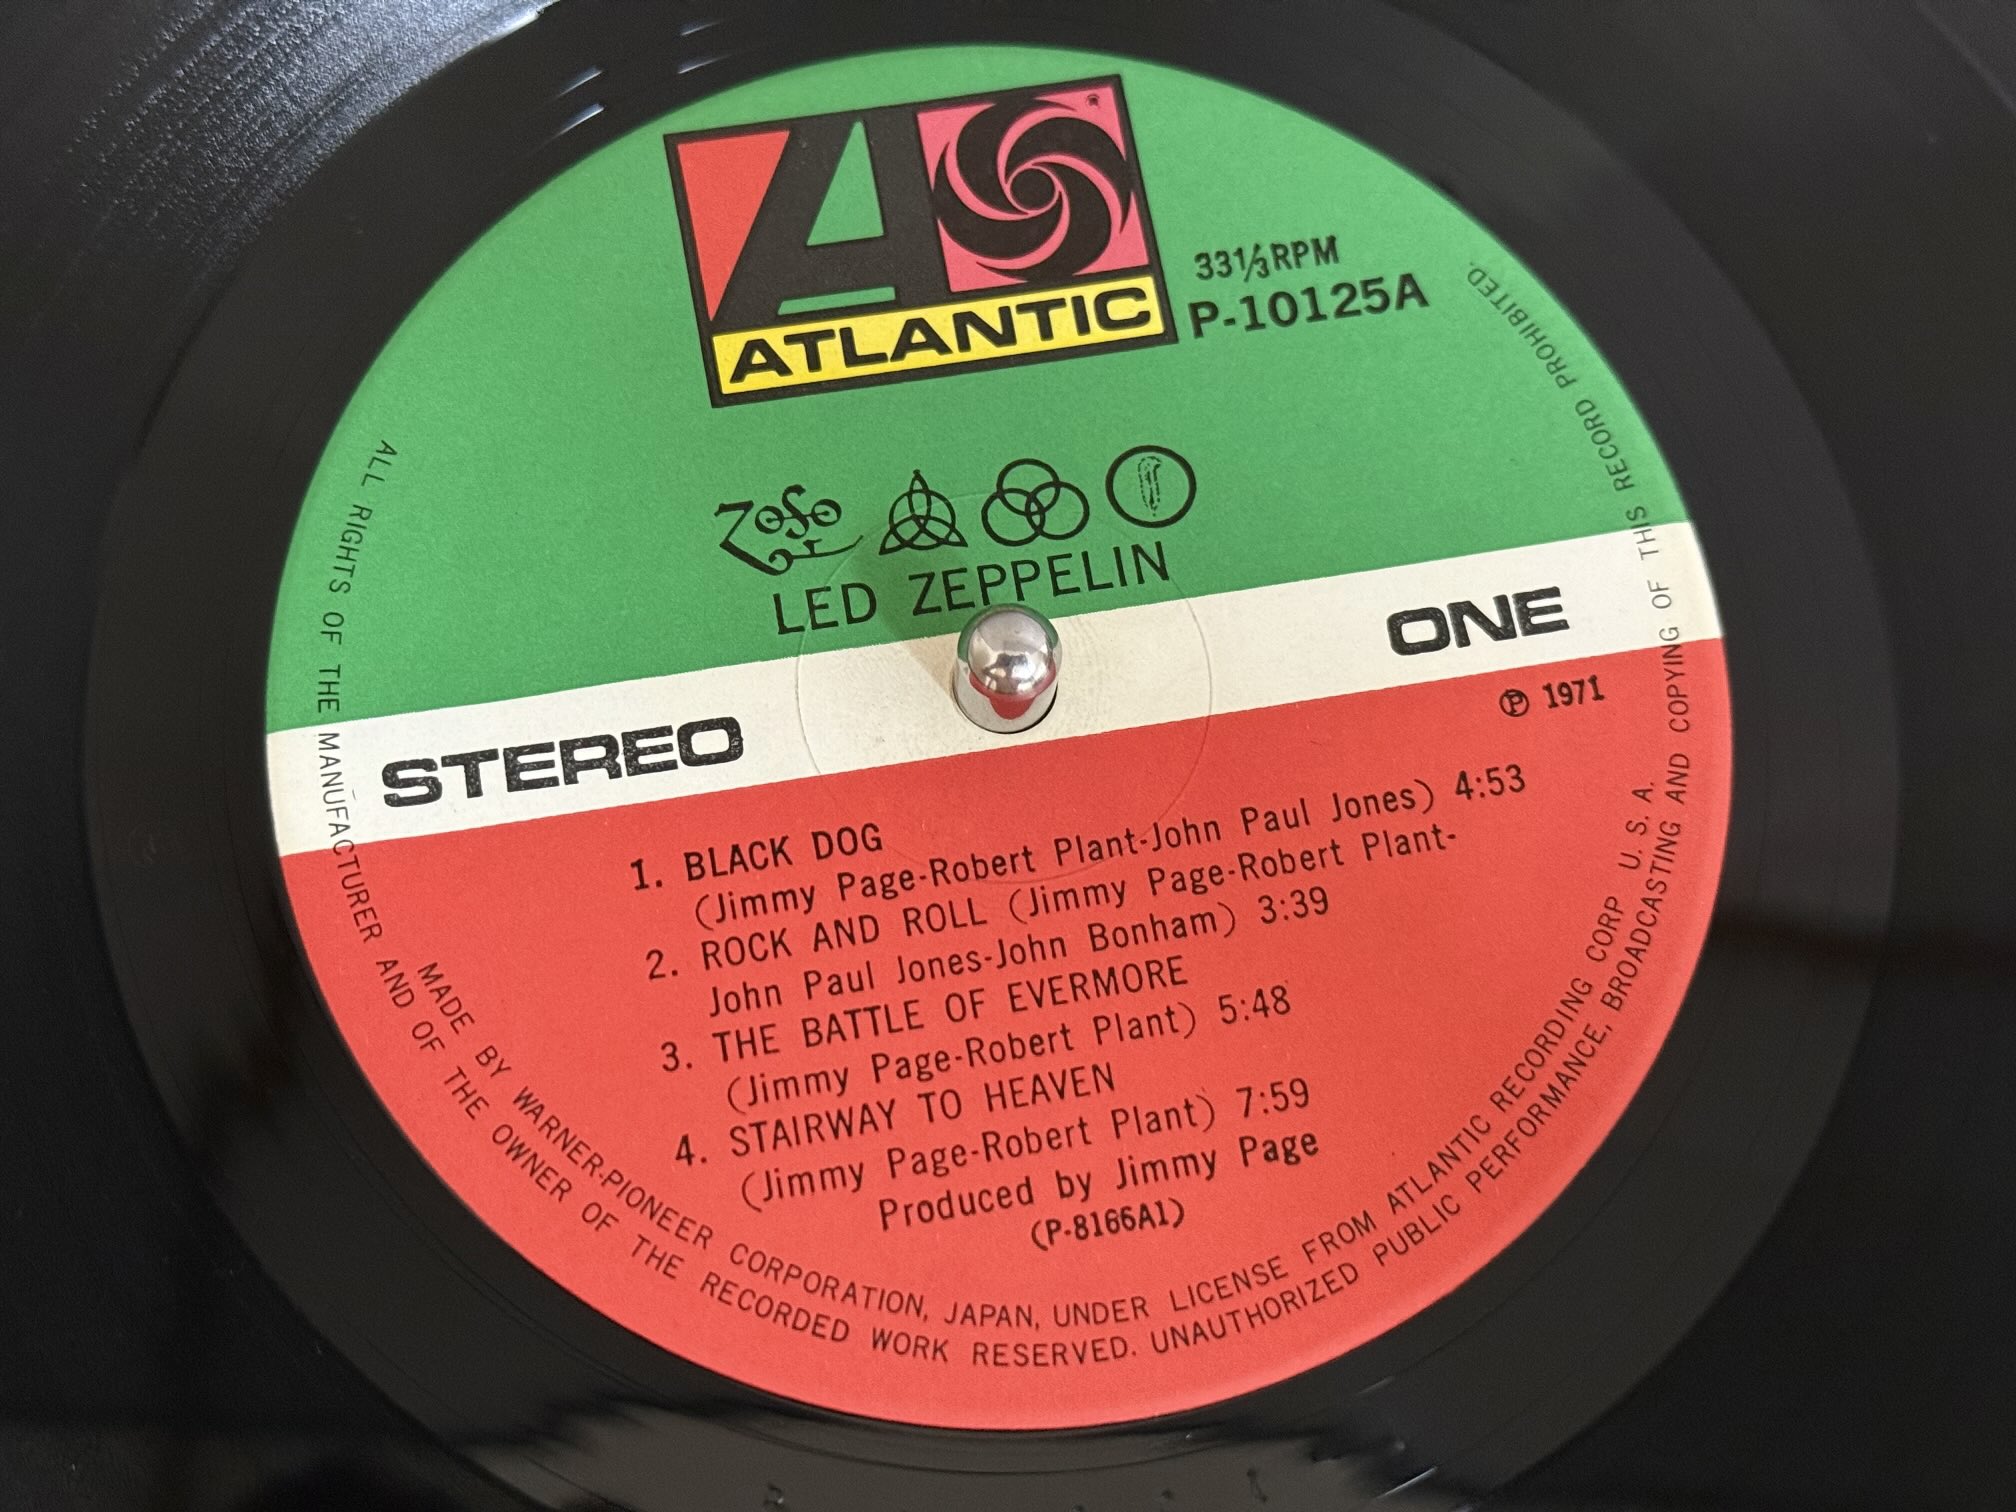 ATLANTIC
33⅓RPM
P-10125A
ZoSo
LED ZEPPELIN
STEREO
ONE
Ⓟ 1971
1. BLACK DOG
(Jimmy Page-Robert Plant-John Paul Jones) 4:53
2. ROCK AND ROLL (Jimmy Page-Robert Plant-
John Paul Jones-John Bonham) 3:39
3. THE BATTLE OF EVERMORE
(Jimmy Page-Robert Plant) 5:48
4. STAIRWAY TO HEAVEN
(Jimmy Page-Robert Plant) 7:59
Produced by Jimmy Page
(P-8166A1)
MADE BY WARNER-PIONEER CORPORATION, JAPAN, UNDER LICENSE FROM ATLANTIC RECORDING CORP U. S. A.
ALL RIGHTS OF THE MANUFACTURER AND OF THE OWNER OF THE RECORDED WORK RESERVED. UNAUTHORIZED PUBLIC PERFORMANCE, BROADCASTING AND COPYING OF THIS RECORD PROHIBITED.